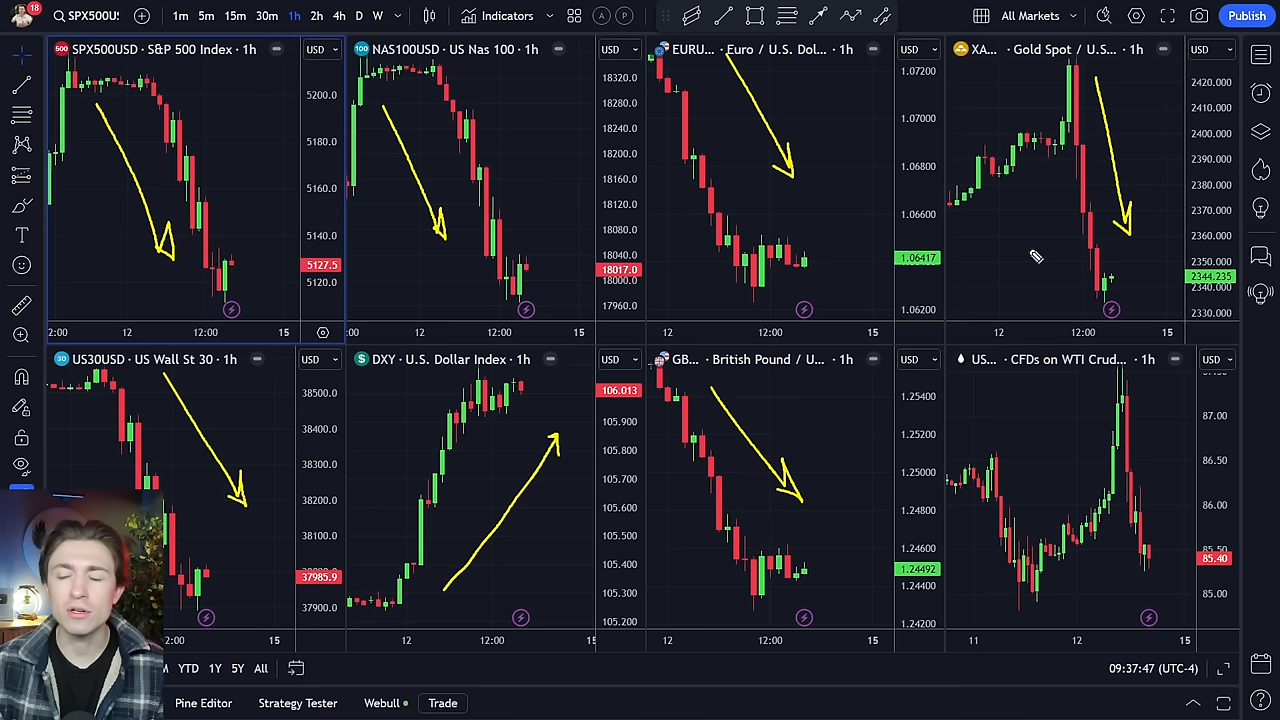 18
SPX500US
1m 5m 15m 30m 1h 2h 4h D W
Indicators
A P
All Markets
Publish
500 SPX500USD · S&P 500 Index · 1h
USD
5200.0
5180.0
5160.0
5140.0
5127.5
5120.0
2:00 12 12:00 15
100 NAS100USD · US Nas 100 · 1h
USD
18320.0
18280.0
18240.0
18200.0
18160.0
18120.0
18080.0
18040.0
18017.0
18000.0
17960.0
:00 12 12:00 15
EURU... · Euro / U.S. Dol... · 1h
USD
1.07200
1.07000
1.06800
1.06600
1.06417
1.06200
12 12:00 15
XA... · Gold Spot / U.S... · 1h
USD
2420.000
2410.000
2400.000
2390.000
2380.000
2370.000
2360.000
2350.000
2344.235
2340.000
2330.000
12 12:00 15
30 US30USD · US Wall St 30 · 1h
USD
38500.0
38400.0
38300.0
38200.0
38100.0
37985.9
37900.0
2:00 15
$ DXY · U.S. Dollar Index · 1h
USD
106.013
105.900
105.800
105.700
105.600
105.500
105.400
105.300
105.200
12 12:00 15
GB... · British Pound / U... · 1h
USD
1.25400
1.25200
1.25000
1.24800
1.24600
1.24492
1.24400
1.24200
12 12:00 15
US... · CFDs on WTI Crud... · 1h
USD
87.00
86.50
86.00
85.50
85.40
85.00
11 12 15
YTD 1Y 5Y All
09:37:47 (UTC-4)
Pine Editor Strategy Tester Webull Trade